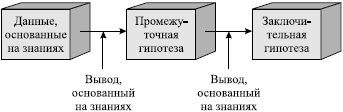 Данные,
основанные
на знаниях
Промежу-
точная
гипотеза
Заключи-
тельная
гипотеза
Вывод,
основанный
на знаниях
Вывод,
основанный
на знаниях